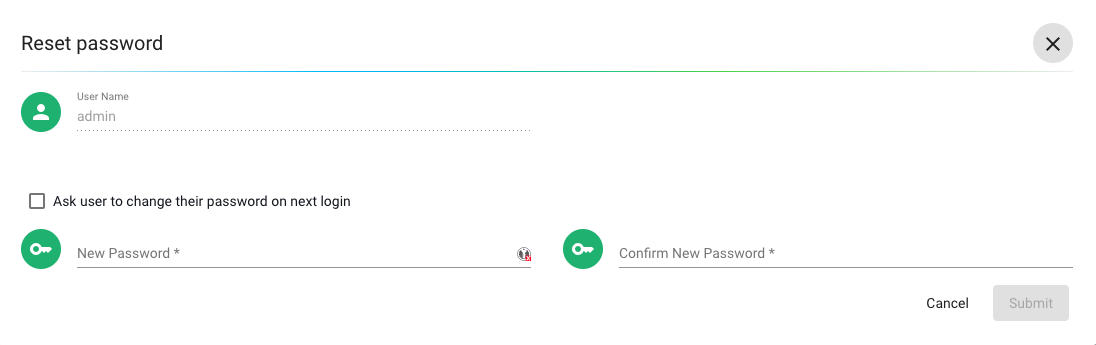 Reset password
User Name
admin
Ask user to change their password on next login
New Password *
Confirm New Password *
Cancel
Submit